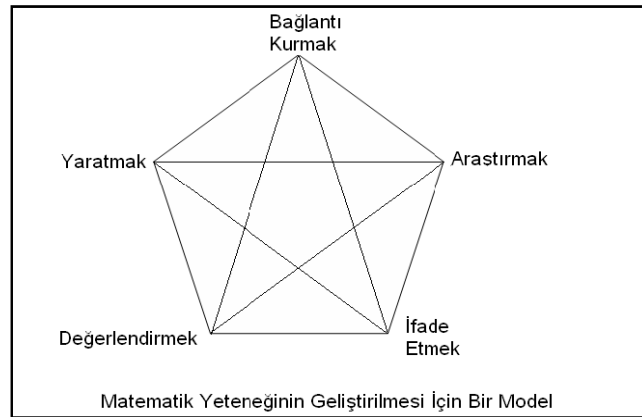 Bağlantı
Kurmak
Yaratmak
Arastırmak
Değerlendirmek
İfade
Etmek
Matematik Yeteneğinin Geliştirilmesi İçin Bir Model